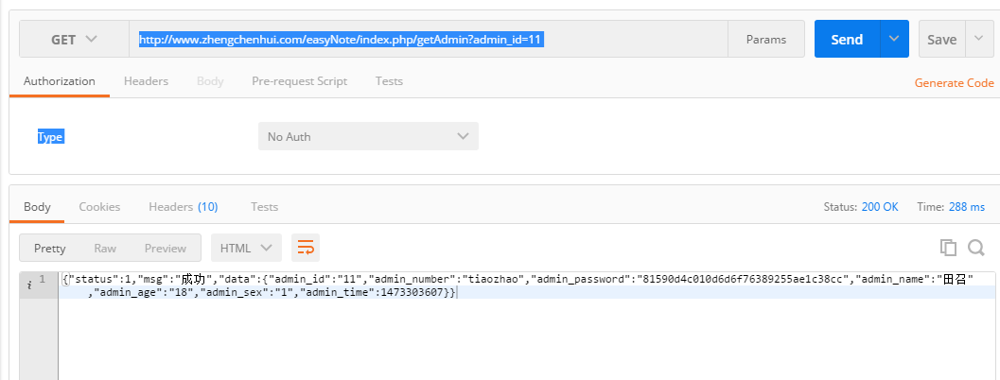 GET http://www.zhengchenhui.com/easyNote/index.php/getAdmin?admin_id=11 Params Send Save
Authorization Headers Body Pre-request Script Tests Generate Code
Type No Auth
Body Cookies Headers (10) Tests Status: 200 OK Time: 288 ms
Pretty Raw Preview HTML
i 1 {"status":1,"msg":"成功","data":{"admin_id":"11","admin_number":"tiaozhao","admin_password":"81590d4c010d6d6f76389255ae1c38cc","admin_name":"田召"
,"admin_age":"18","admin_sex":"1","admin_time":1473303607}}